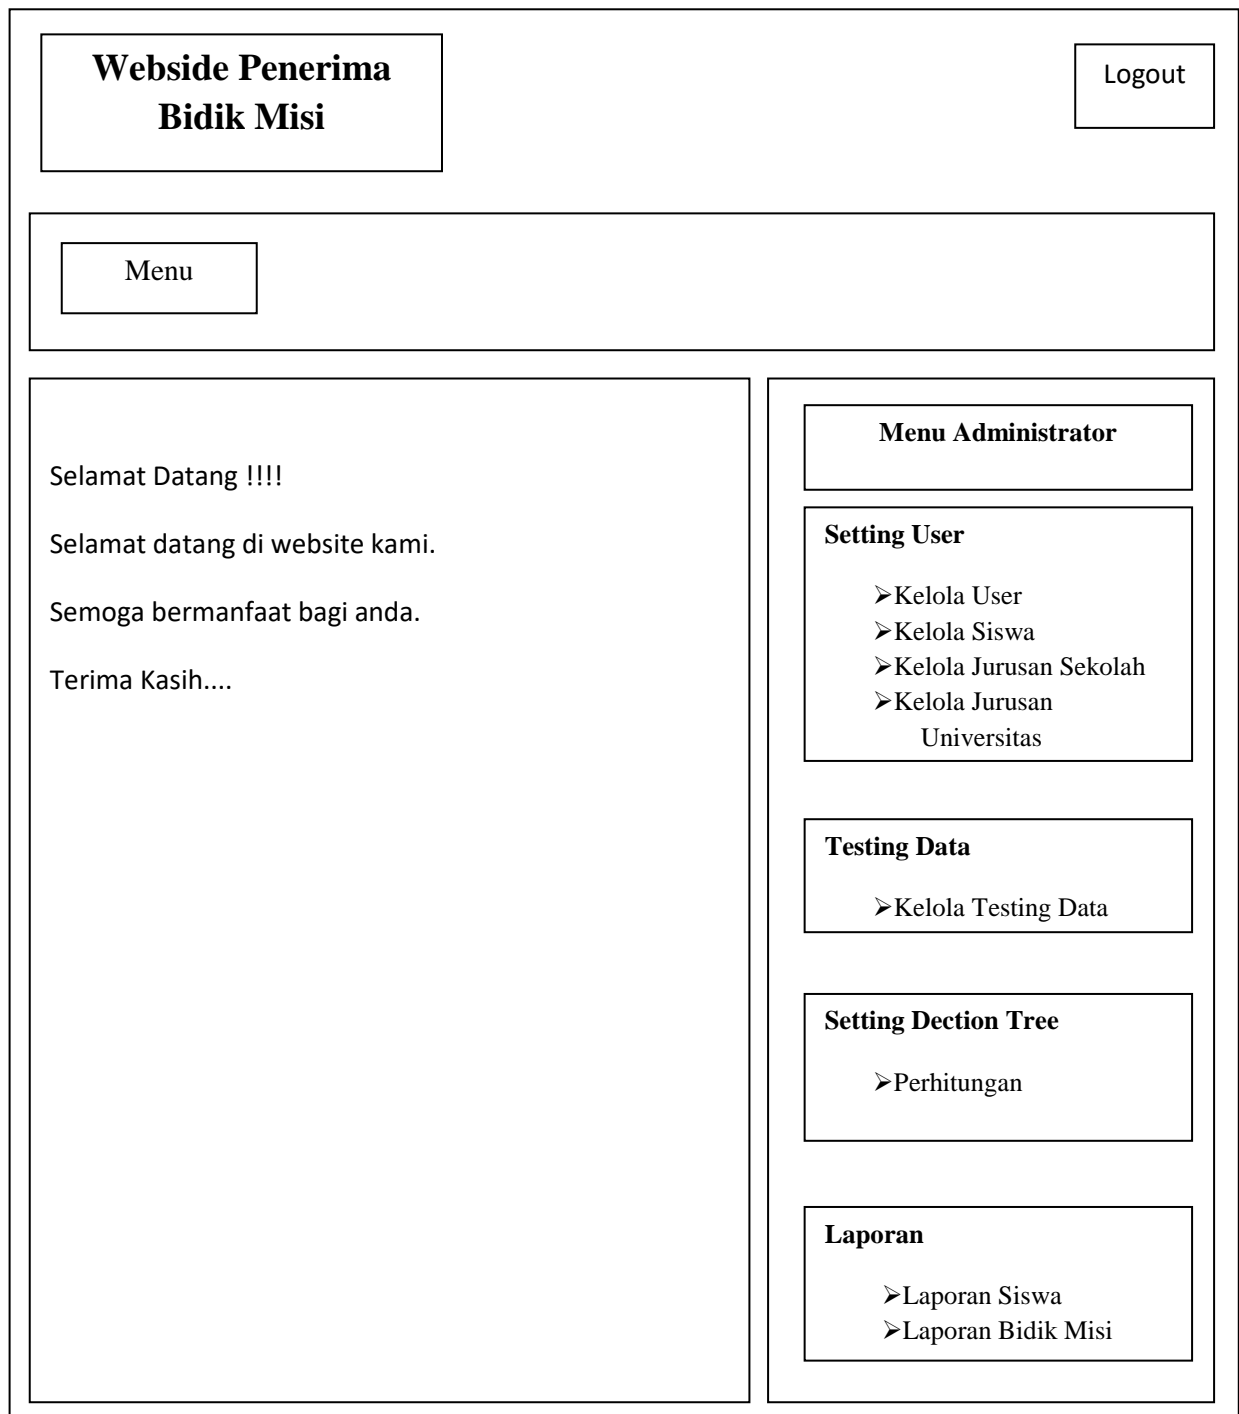 Webside Penerima
Bidik Misi
Logout
Menu
Selamat Datang !!!!
Selamat datang di website kami.
Semoga bermanfaat bagi anda.
Terima Kasih....
Menu Administrator
Setting User
➢Kelola User
➢Kelola Siswa
➢Kelola Jurusan Sekolah
➢Kelola Jurusan
Universitas
Testing Data
➢Kelola Testing Data
Setting Dection Tree
➢Perhitungan
Laporan
➢Laporan Siswa
➢Laporan Bidik Misi